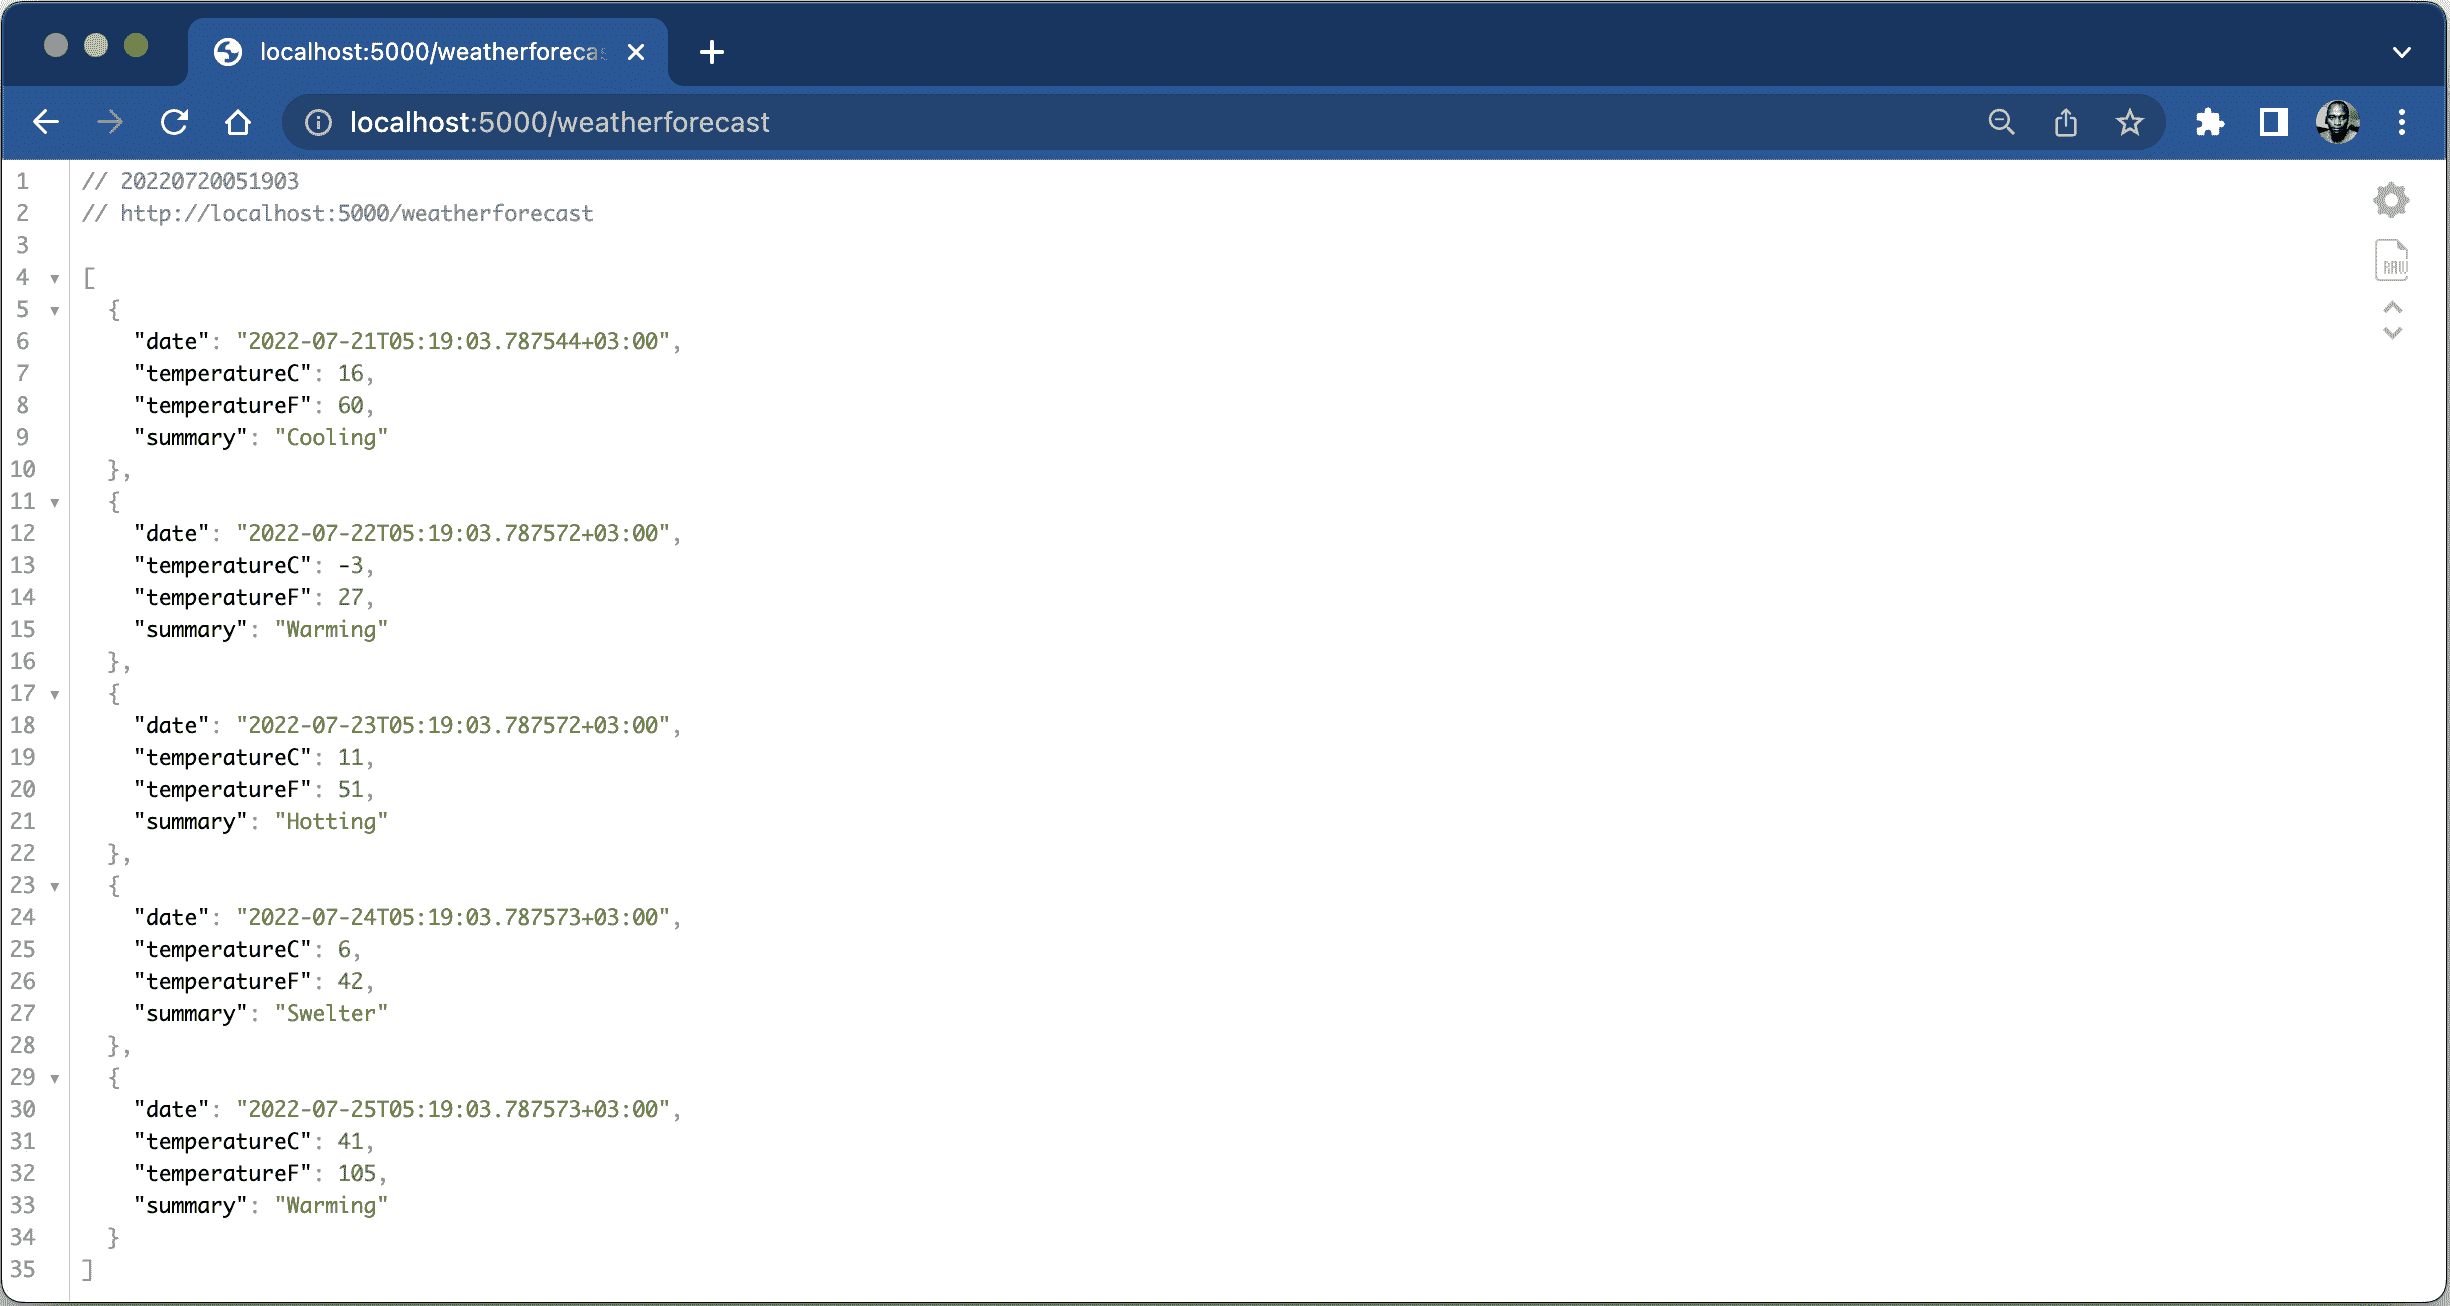 localhost:5000/weatherforecas
localhost:5000/weatherforecast
1 // 20220720051903
2 // http://localhost:5000/weatherforecast
3
4 [
5 {
6 "date": "2022-07-21T05:19:03.787544+03:00",
7 "temperatureC": 16,
8 "temperatureF": 60,
9 "summary": "Cooling"
10 },
11 {
12 "date": "2022-07-22T05:19:03.787572+03:00",
13 "temperatureC": -3,
14 "temperatureF": 27,
15 "summary": "Warming"
16 },
17 {
18 "date": "2022-07-23T05:19:03.787572+03:00",
19 "temperatureC": 11,
20 "temperatureF": 51,
21 "summary": "Hotting"
22 },
23 {
24 "date": "2022-07-24T05:19:03.787573+03:00",
25 "temperatureC": 6,
26 "temperatureF": 42,
27 "summary": "Swelter"
28 },
29 {
30 "date": "2022-07-25T05:19:03.787573+03:00",
31 "temperatureC": 41,
32 "temperatureF": 105,
33 "summary": "Warming"
34 }
35 ]
RAW